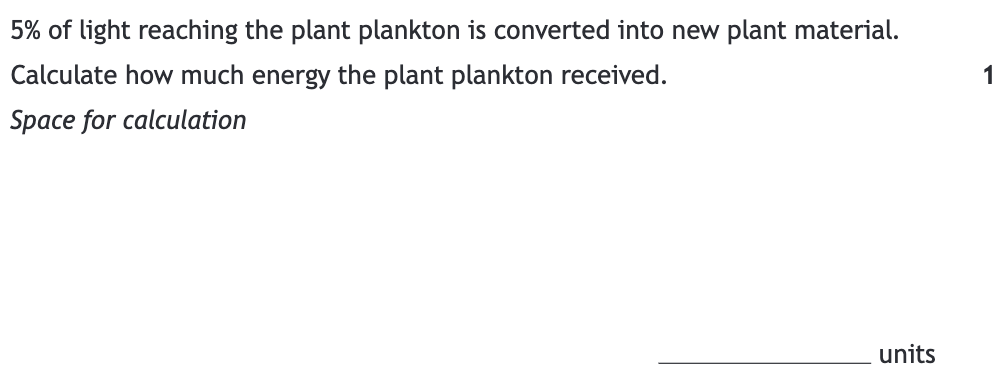 5% of light reaching the plant plankton is converted into new plant material.
Calculate how much energy the plant plankton received.
1
Space for calculation
units